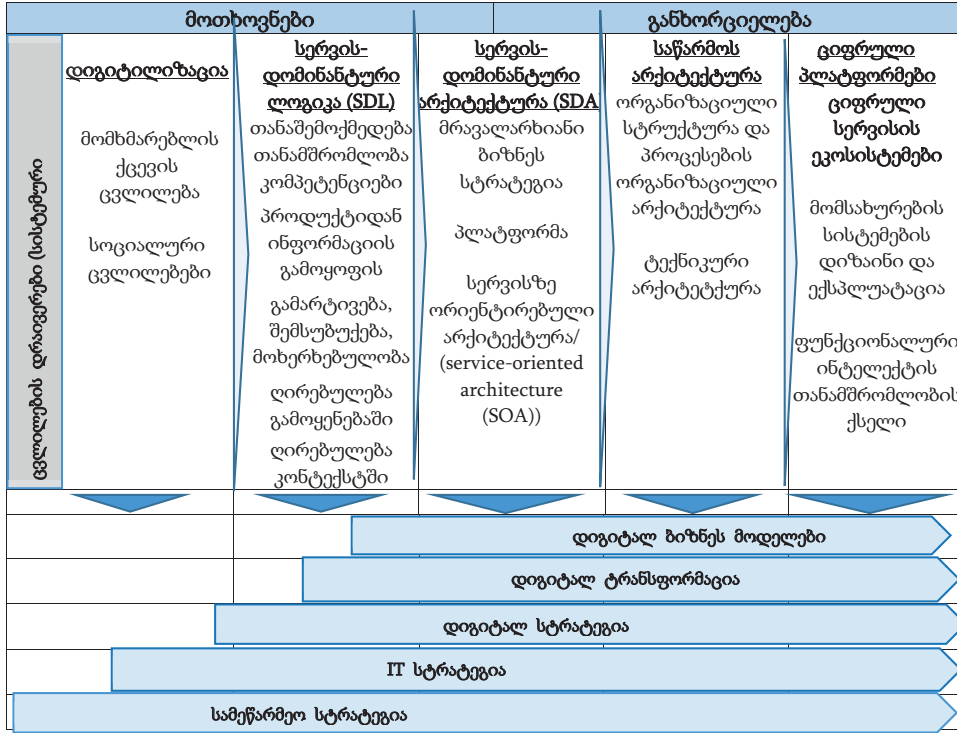 მოთხოვნები
განხორციელება
ცვლილების დრაივერები (სისტემური
დიგიტილიზაცია
მომხმარებლის
ქცევის
ცვლილება
სოციალური
ცვლილებები
სერვის-
დომინანტური
ლოგიკა (SDL)
თანაშემოქმედება
თანამშრომლობა
კომპეტენციები
პროდუქტიდან
ინფორმაციის
გამოყოფის
გამარტივება,
შემსუბუქება,
მოხერხებულობა
ღირებულება
გამოყენებაში
ღირებულება
კონტექსტში
სერვის-
დომინანტური
არქიტექტურა (SDA
მრავალარხიანი
ბიზნეს
სტრატეგია
პლატფორმა
სერვისზე
ორიენტირებული
არქიტექტურა/
(service-oriented
architecture
(SOA))
საწარმოს
არქიტექტურა
ორგანიზაციული
სტრუქტურა და
პროცესების
ორგანიზაციული
არქიტექტურა
ტექნიკური
არქიტეტქურა
ციფრული
პლატფორმები
ციფრული
სერვისის
ეკოსისტემები
მომსახურების
სისტემების
დიზაინი და
ექსპლუატაცია
ფუნქციონალური
ინტელექტის
თანამშრომლობის
ქსელი
დიგიტალ ბიზნეს მოდელები
დიგიტალ ტრანსფორმაცია
დიგიტალ სტრატეგია
IT სტრატეგია
სამეწარმეო სტრატეგია